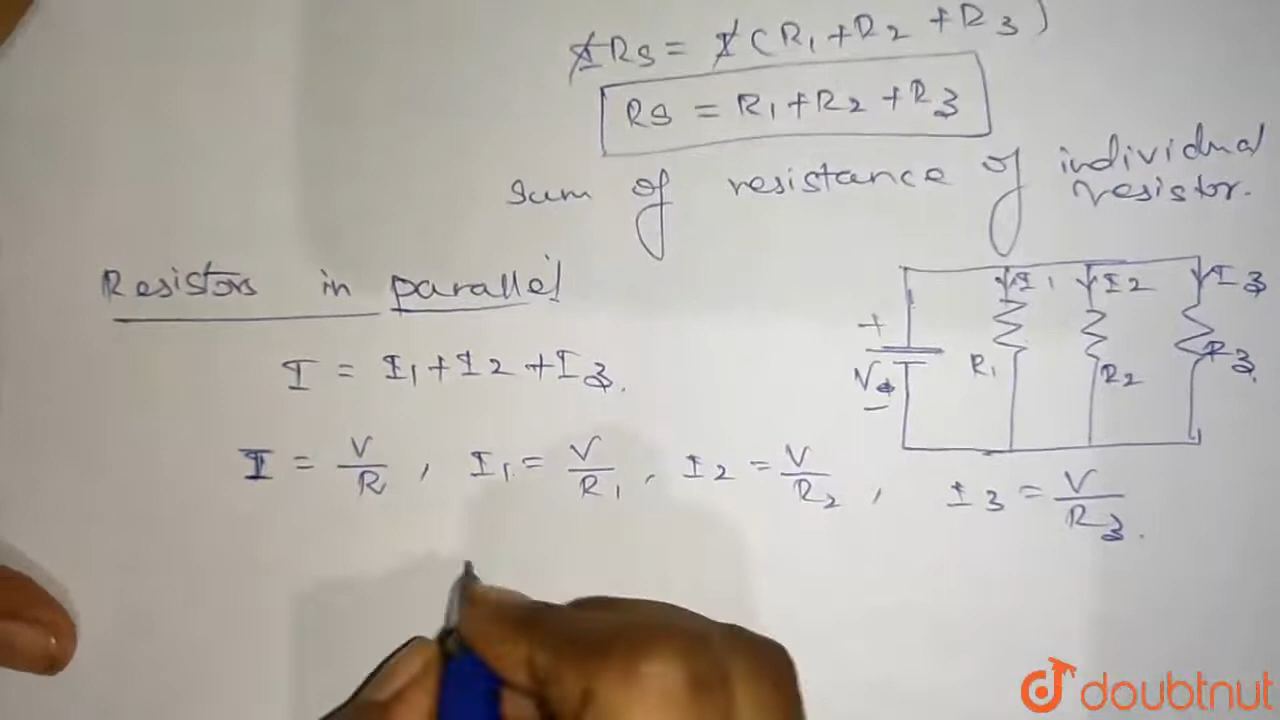 IRS = I(R1+R2+R3)
RS = R1+R2+R3
Sum of resistance of individual
resistor.
Resistors in parallel
I = I1+I2+I3.
I1 I2 I3
+
V
−
R1 R2 R3.
I = V/R, I1 = V/R1, I2 = V/R2, I3 = V/R3.
doubtnut